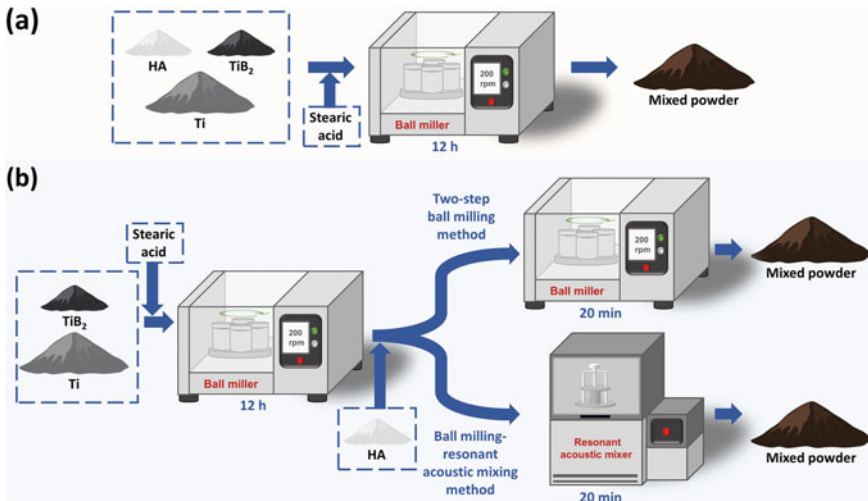 (a)
HA
TiB₂
Ti
Stearic
acid
200
rpm
Ball miller
12 h
Mixed powder
(b)
Stearic
acid
TiB₂
Ti
200
rpm
Ball miller
12 h
HA
Two-step
ball milling
method
200
rpm
Ball miller
20 min
Mixed powder
Ball milling-
resonant
acoustic mixing
method
Resonant
acoustic mixer
20 min
Mixed powder